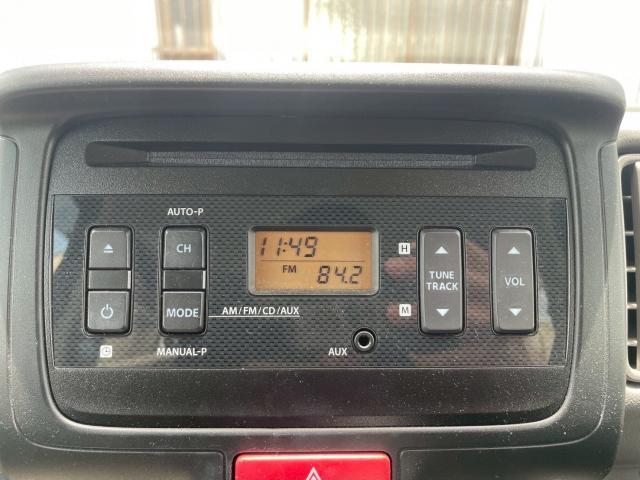 AUTO-P
CH
MODE
AM/FM/CD/AUX
MANUAL-P
11:49
FM 84.2
AUX
H
M
TUNE
TRACK
VOL